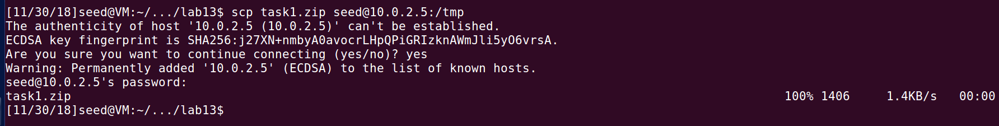 [11/30/18]seed@VM:~/.../lab13$ scp task1.zip seed@10.0.2.5:/tmp
The authenticity of host '10.0.2.5 (10.0.2.5)' can't be established.
ECDSA key fingerprint is SHA256:j27XN+nmbyA0avocrLHpQPiGRIzknAWmJli5yO6vrsA.
Are you sure you want to continue connecting (yes/no)? yes
Warning: Permanently added '10.0.2.5' (ECDSA) to the list of known hosts.
seed@10.0.2.5's password:
task1.zip 100% 1406 1.4KB/s 00:00
[11/30/18]seed@VM:~/.../lab13$